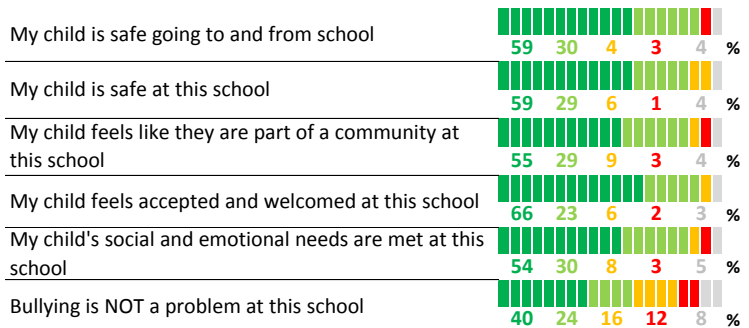 My child is safe going to and from school
59 30 4 3 4 %
My child is safe at this school
59 29 6 1 4 %
My child feels like they are part of a community at
this school
55 29 9 3 4 %
My child feels accepted and welcomed at this school
66 23 6 2 3 %
My child's social and emotional needs are met at this
school
54 30 8 3 5 %
Bullying is NOT a problem at this school
40 24 16 12 8 %